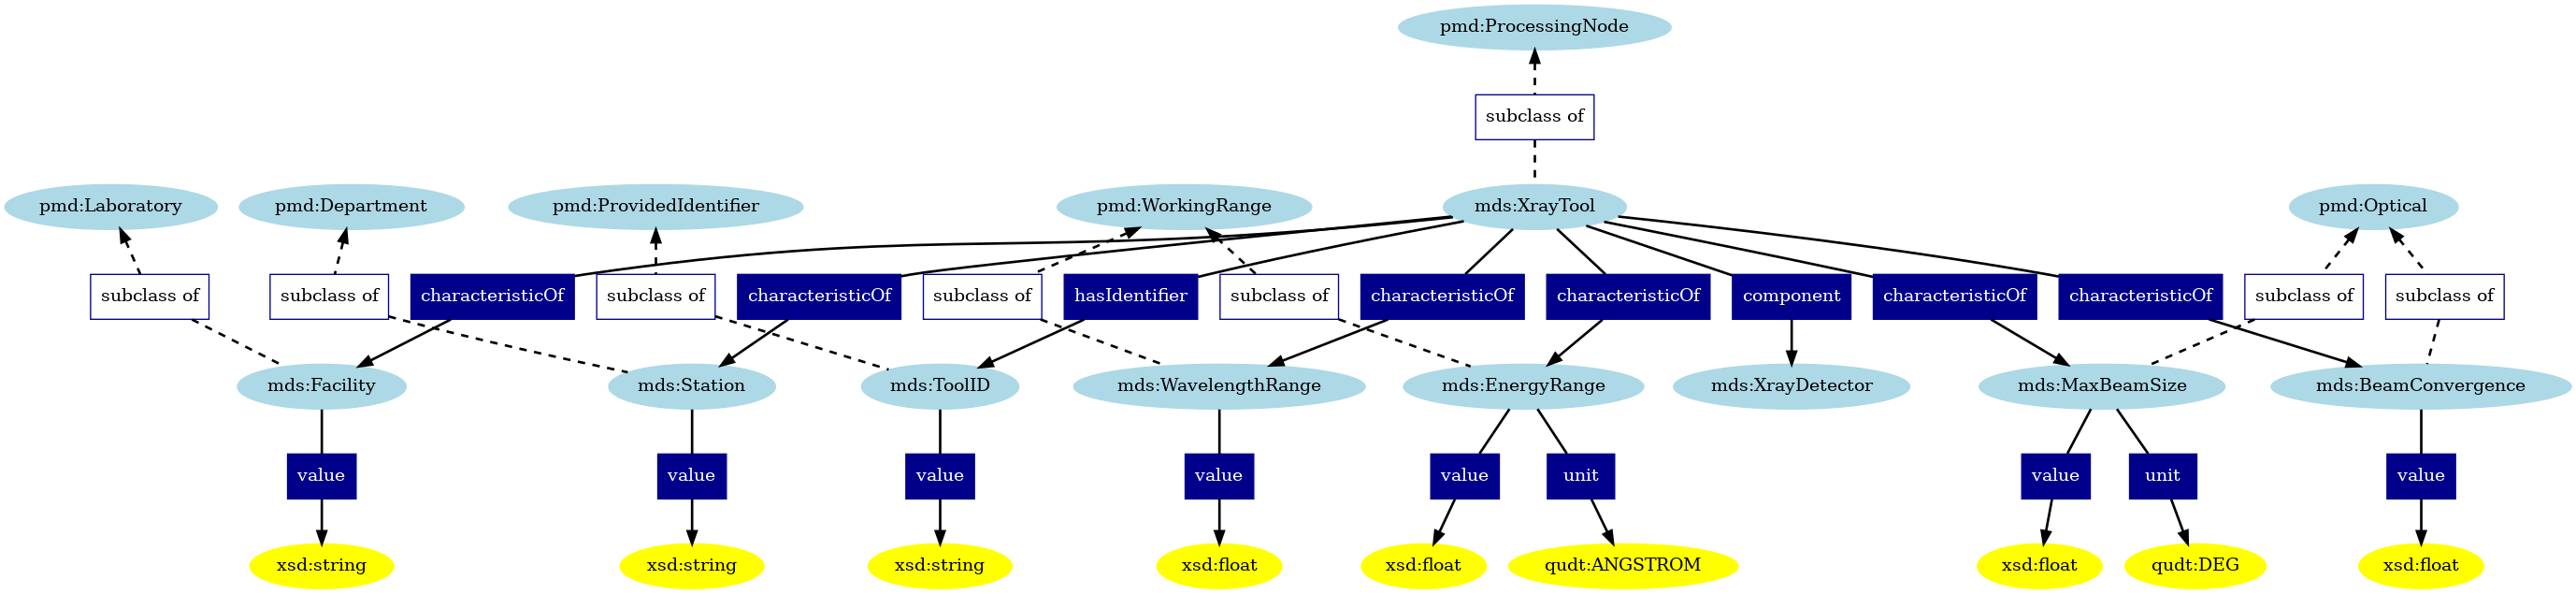 pmd:ProcessingNode
subclass of
pmd:Laboratory
pmd:Department
pmd:ProvidedIdentifier
pmd:WorkingRange
mds:XrayTool
pmd:Optical
subclass of
subclass of
characteristicOf
subclass of
characteristicOf
subclass of
hasIdentifier
subclass of
characteristicOf
characteristicOf
component
characteristicOf
characteristicOf
subclass of
subclass of
mds:Facility
mds:Station
mds:ToolID
mds:WavelengthRange
mds:EnergyRange
mds:XrayDetector
mds:MaxBeamSize
mds:BeamConvergence
value
value
value
value
value
unit
value
unit
value
xsd:string
xsd:string
xsd:string
xsd:float
xsd:float
qudt:ANGSTROM
xsd:float
qudt:DEG
xsd:float